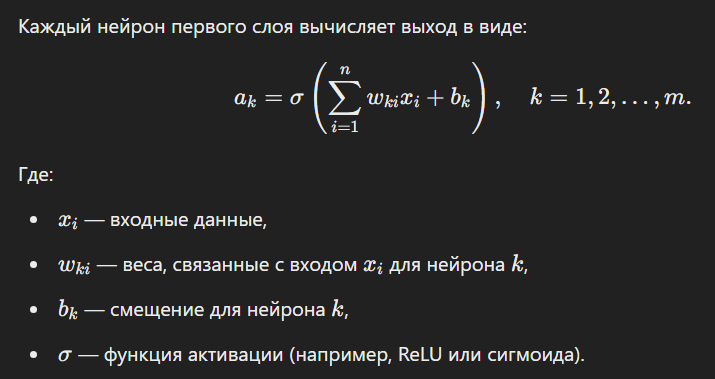 Каждый нейрон первого слоя вычисляет выход в виде:
$$a_k = \sigma \left( \sum_{i=1}^{n} w_{ki} x_i + b_k \right), \quad k = 1, 2, \ldots, m.$$
Где:
• $x_i$ — входные данные,
• $w_{ki}$ — веса, связанные с входом $x_i$ для нейрона $k$,
• $b_k$ — смещение для нейрона $k$,
• $\sigma$ — функция активации (например, ReLU или сигмоида).